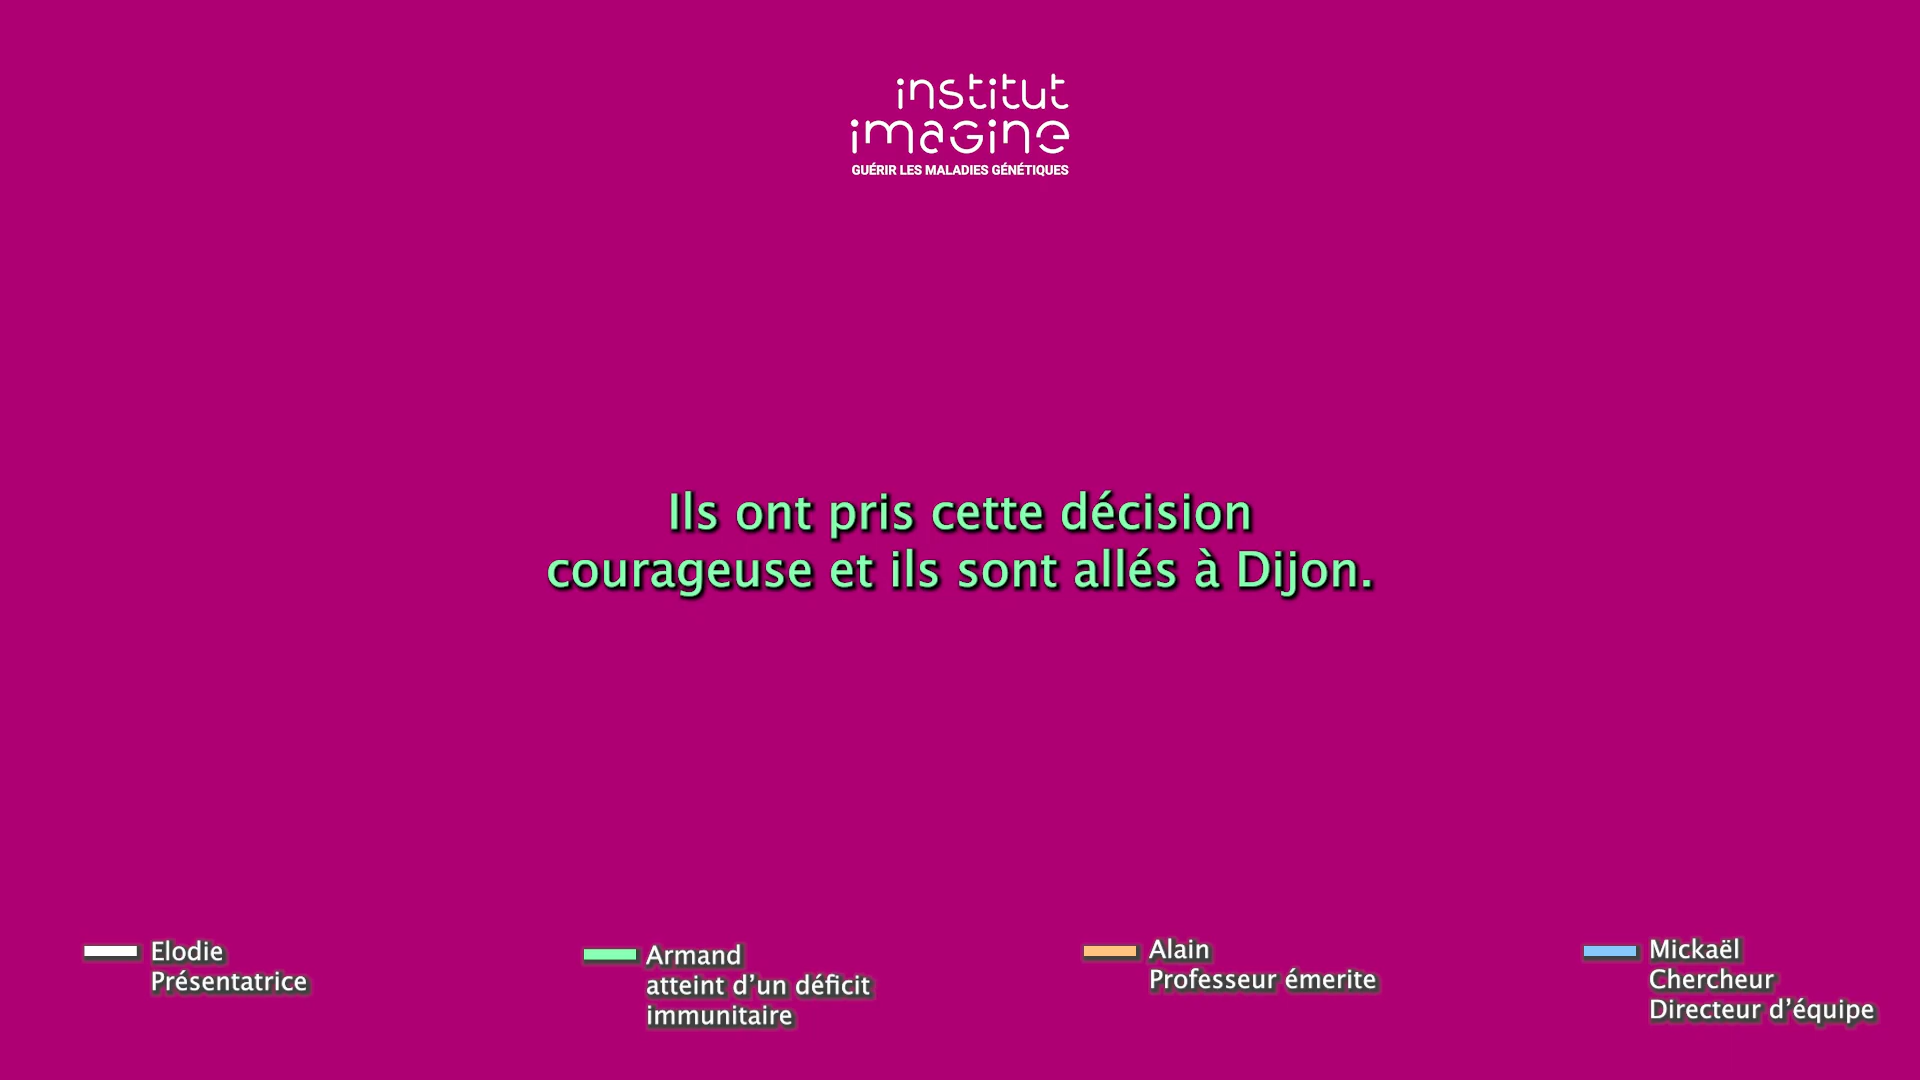 institut
imagine
GUÉRIR LES MALADIES GÉNÉTIQUES
Ils ont pris cette décision
courageuse et ils sont allés à Dijon.
Elodie
Présentatrice
Armand
atteint d’un déficit
immunitaire
Alain
Professeur émerite
Mickaël
Chercheur
Directeur d’équipe